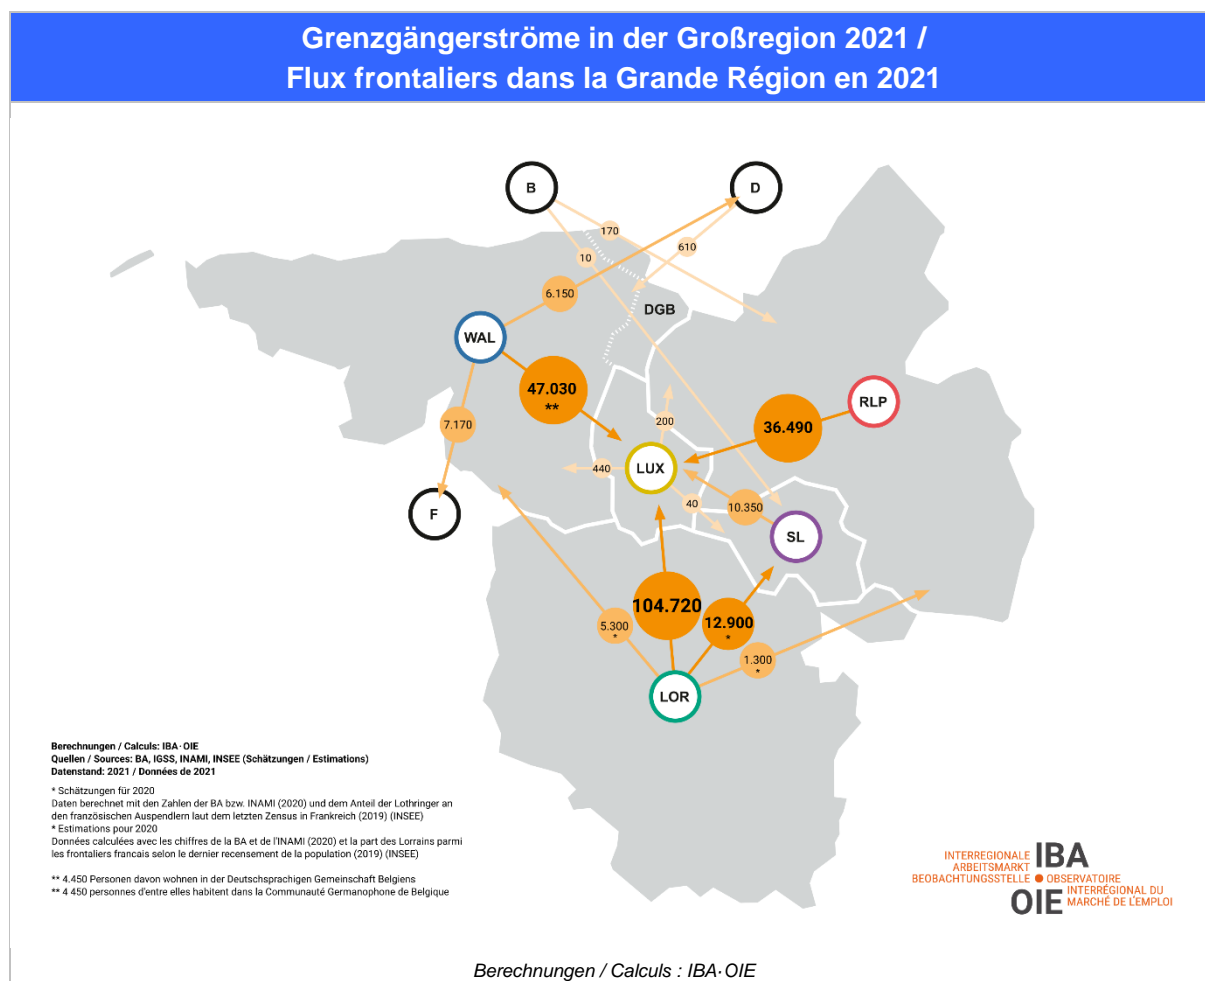 Grenzgängerströme in der Großregion 2021 /
Flux frontaliers dans la Grande Région en 2021
B
D
170
610
10
6.150
DGB
WAL
47.030
**
RLP
200
36.490
7.170
440
LUX
40
10.350
F
SL
104.720
5.300
*
12.900
*
1.300
*
LOR
Berechnungen / Calculs: IBA·OIE
Quellen / Sources: BA, IGSS, INAMI, INSEE (Schätzungen / Estimations)
Datenstand: 2021 / Données de 2021
* Schätzungen für 2020
Daten berechnet mit den Zahlen der BA bzw. INAMI (2020) und dem Anteil der Lothringer an
den französischen Auspendlern laut dem letzten Zensus in Frankreich (2019) (INSEE)
* Estimations pour 2020
Données calculées avec les chiffres de la BA et de l'INAMI (2020) et la part des Lorrains parmi
les frontaliers francais selon le dernier recensement de la population (2019) (INSEE)
** 4.450 Personen davon wohnen in der Deutschsprachigen Gemeinschaft Belgiens
** 4 450 personnes d'entre elles habitent dans la Communauté Germanophone de Belgique
INTERREGIONALE
ARBEITSMARKT
BEOBACHTUNGSSTELLE
IBA
OBSERVATOIRE
OIE
INTERRÉGIONAL DU
MARCHÉ DE L'EMPLOI
Berechnungen / Calculs : IBA·OIE